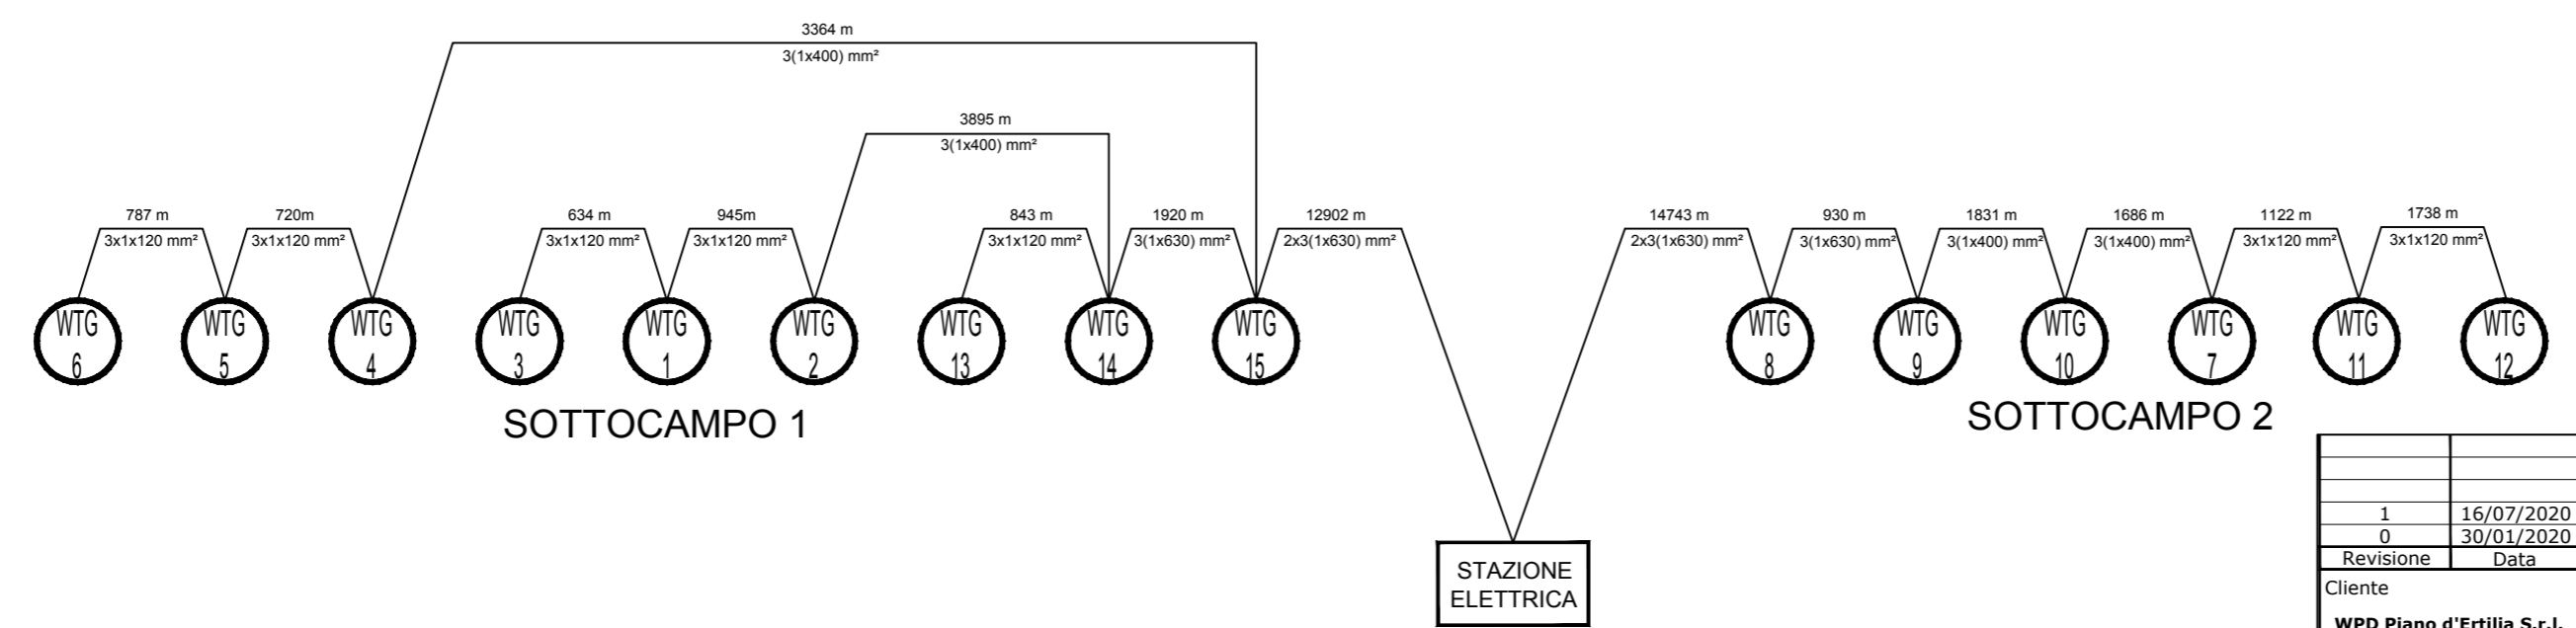 3364 m
3(1x400) mm²
3895 m
3(1x400) mm²
787 m
3x1x120 mm²
720m
3x1x120 mm²
634 m
3x1x120 mm²
945m
3x1x120 mm²
843 m
3x1x120 mm²
1920 m
3(1x630) mm²
12902 m
2x3(1x630) mm²
14743 m
2x3(1x630) mm²
930 m
3(1x630) mm²
1831 m
3(1x400) mm²
1686 m
3(1x400) mm²
1122 m
3x1x120 mm²
1738 m
3x1x120 mm²
WTG
6
WTG
5
WTG
4
WTG
3
WTG
1
WTG
2
WTG
13
WTG
14
WTG
15
WTG
8
WTG
9
WTG
10
WTG
7
WTG
11
WTG
12
SOTTOCAMPO 1
SOTTOCAMPO 2
STAZIONE
ELETTRICA
1 16/07/2020
0 30/01/2020
Revisione Data
Cliente
WPD Piano d'Ertilia S.r.l.